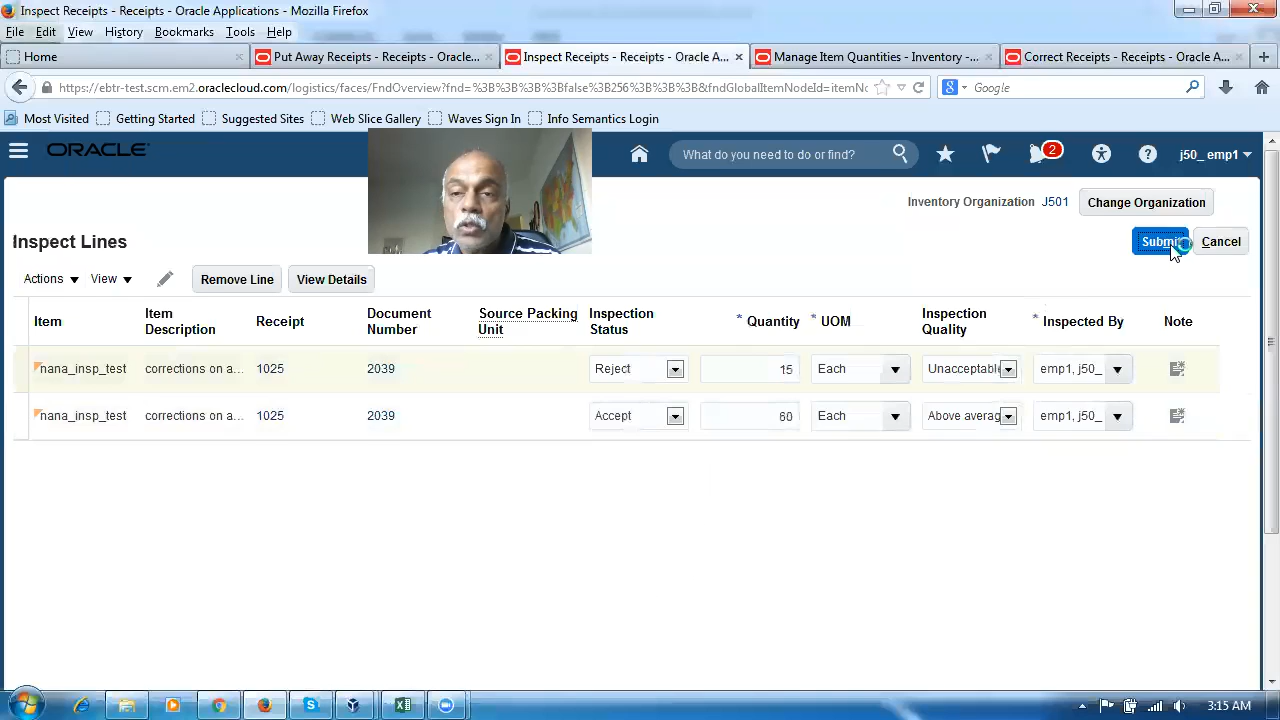 Inspect Receipts - Receipts - Oracle Applications - Mozilla Firefox
File Edit View History Bookmarks Tools Help
Home
Put Away Receipts - Receipts - Oracle...
Inspect Receipts - Receipts - Oracle A...
Manage Item Quantities - Inventory -...
Correct Receipts - Receipts - Oracle A...
https://ebtr-test.scm.em2.oraclecloud.com/logistics/faces/FndOverview?fnd=%3B%3B%3Bfalse%3B256%3B%3B%3B&fndGlobalItemNodeId=itemNo
Google
Most Visited Getting Started Suggested Sites Web Slice Gallery Waves Sign In Info Semantics Login
ORACLE
What do you need to do or find?
2
j50_ emp1
Inventory Organization J501 Change Organization
Inspect Lines
Submit Cancel
Actions View Remove Line View Details
Item Item Description Receipt Document Number Source Packing Unit Inspection Status * Quantity * UOM Inspection Quality * Inspected By Note
nana_insp_test corrections on a... 1025 2039 Reject 15 Each Unacceptable emp1, j50_
nana_insp_test corrections on a... 1025 2039 Accept 60 Each Above averag emp1, j50_
3:15 AM